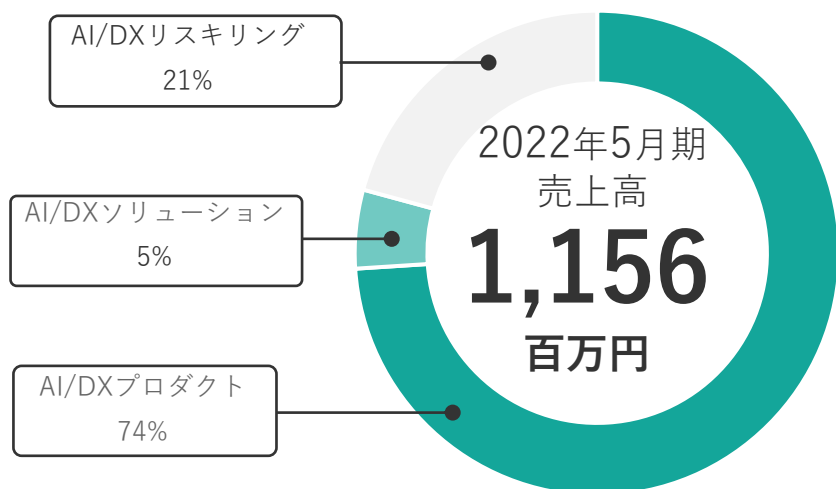 AI/DXリスキリング
21%
AI/DXソリューション
5%
AI/DXプロダクト
74%
2022年5月期
売上高
1,156
百万円